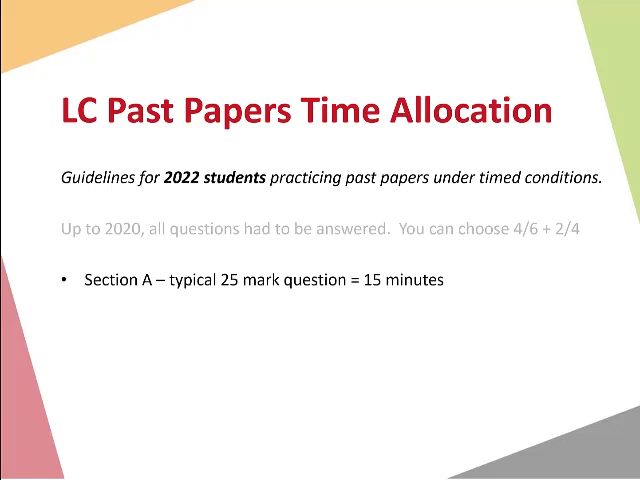 LC Past Papers Time Allocation
Guidelines for 2022 students practicing past papers under timed conditions.
Up to 2020, all questions had to be answered.  You can choose 4/6 + 2/4
• Section A – typical 25 mark question = 15 minutes